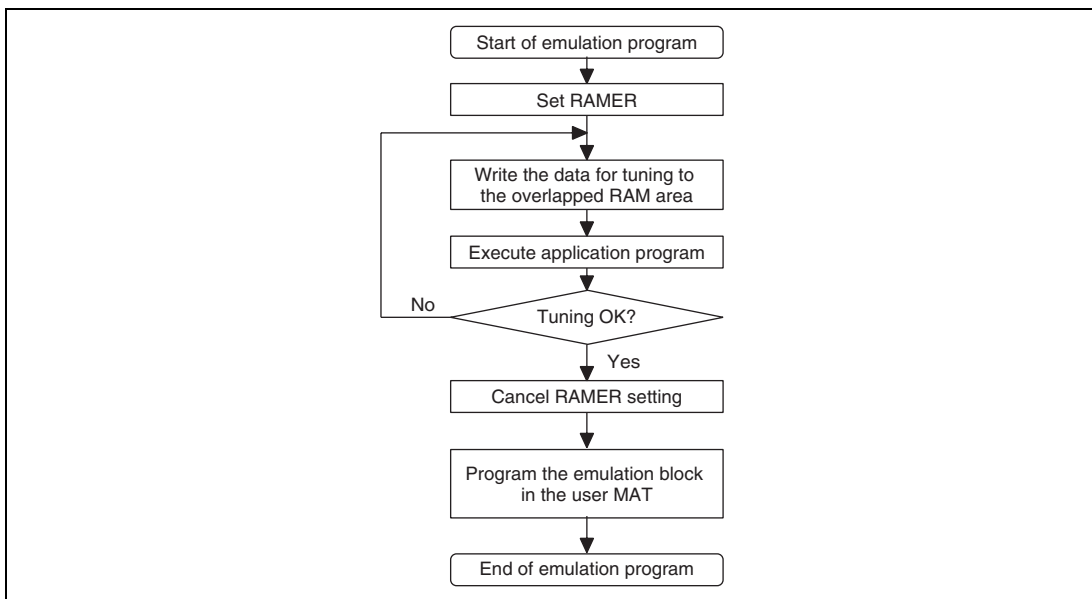 Start of emulation program
Set RAMER
Write the data for tuning to
the overlapped RAM area
Execute application program
No
Tuning OK?
Yes
Cancel RAMER setting
Program the emulation block
in the user MAT
End of emulation program